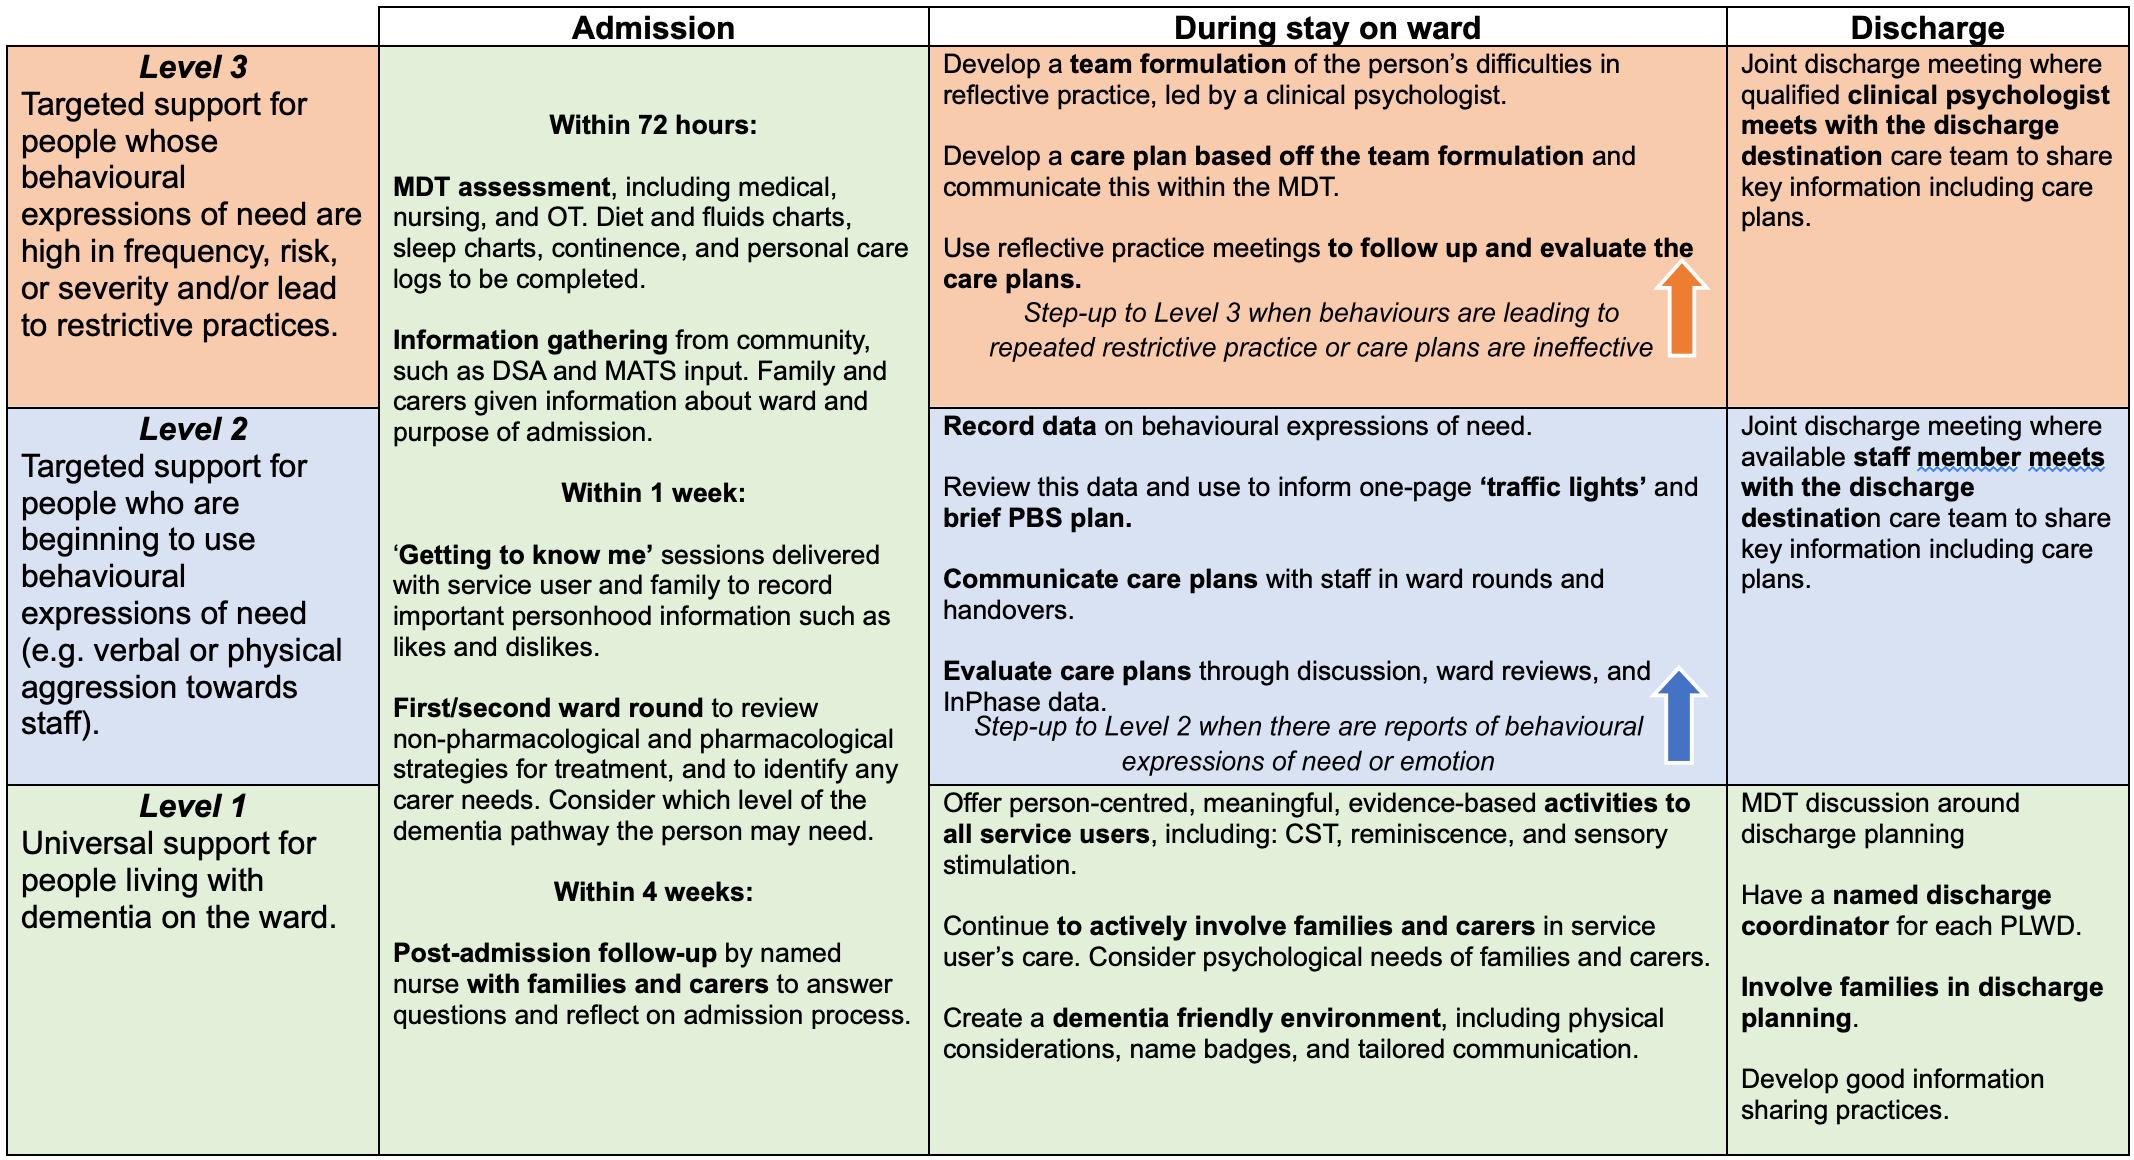 Admission
During stay on ward
Discharge
Level 3
Targeted support for
people whose
behavioural
expressions of need are
high in frequency, risk,
or severity and/or lead
to restrictive practices.
Level 2
Targeted support for
people who are
beginning to use
behavioural
expressions of need
(e.g. verbal or physical
aggression towards
staff).
Level 1
Universal support for
people living with
dementia on the ward.
Within 72 hours:
MDT assessment, including medical,
nursing, and OT. Diet and fluids charts,
sleep charts, continence, and personal care
logs to be completed.
Information gathering from community,
such as DSA and MATS input. Family and
carers given information about ward and
purpose of admission.
Within 1 week:
‘Getting to know me’ sessions delivered
with service user and family to record
important personhood information such as
likes and dislikes.
First/second ward round to review
non-pharmacological and pharmacological
strategies for treatment, and to identify any
carer needs. Consider which level of the
dementia pathway the person may need.
Within 4 weeks:
Post-admission follow-up by named
nurse with families and carers to answer
questions and reflect on admission process.
Develop a team formulation of the person’s difficulties in
reflective practice, led by a clinical psychologist.
Develop a care plan based off the team formulation and
communicate this within the MDT.
Use reflective practice meetings to follow up and evaluate the
care plans.
Step-up to Level 3 when behaviours are leading to
repeated restrictive practice or care plans are ineffective
Record data on behavioural expressions of need.
Review this data and use to inform one-page ‘traffic lights’ and
brief PBS plan.
Communicate care plans with staff in ward rounds and
handovers.
Evaluate care plans through discussion, ward reviews, and
InPhase data.
Step-up to Level 2 when there are reports of behavioural
expressions of need or emotion
Offer person-centred, meaningful, evidence-based activities to
all service users, including: CST, reminiscence, and sensory
stimulation.
Continue to actively involve families and carers in service
user’s care. Consider psychological needs of families and carers.
Create a dementia friendly environment, including physical
considerations, name badges, and tailored communication.
Joint discharge meeting where
qualified clinical psychologist
meets with the discharge
destination care team to share
key information including care
plans.
Joint discharge meeting where
available staff member meets
with the discharge
destination care team to share
key information including care
plans.
MDT discussion around
discharge planning
Have a named discharge
coordinator for each PLWD.
Involve families in discharge
planning.
Develop good information
sharing practices.